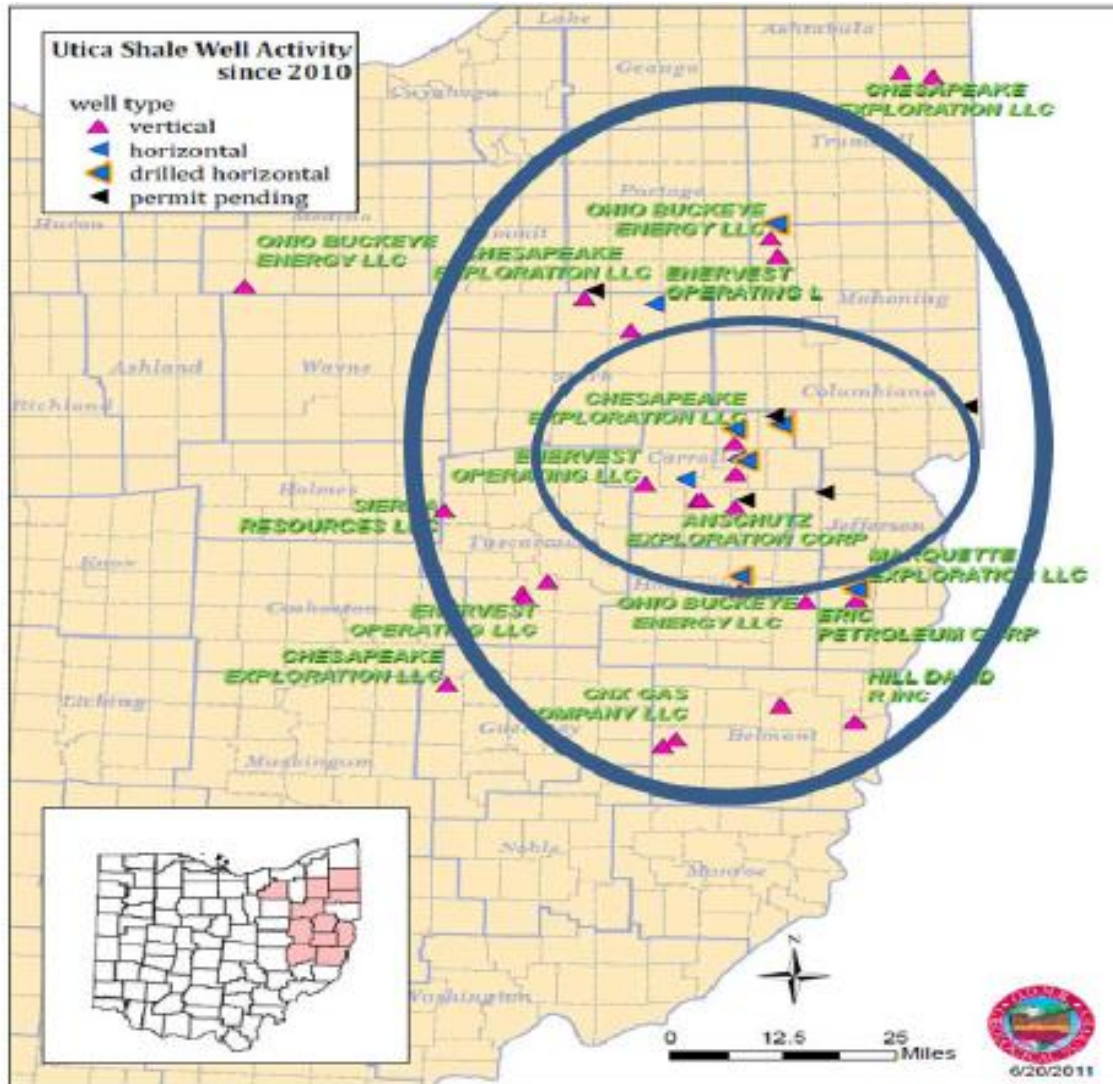 Utica Shale Well Activity
since 2010
well type
vertical
horizontal
drilled horizontal
permit pending
Lake
Ashtabula
Geauga
Cuyahoga
CHESAPEAKE
EXPLORATION LLC
Trumbull
Portage
Huron
Medina
Summit
OHIO BUCKEYE
ENERGY LLC
OHIO BUCKEYE
ENERGY LLC
CHESAPEAKE
EXPLORATION LLC
ENERVEST
OPERATING L
Mahoning
Ashland
Wayne
Stark
Richland
Columbiana
CHESAPEAKE
EXPLORATION LLC
ENERVEST
OPERATING LLC
Carroll
Holmes
SIERRA
RESOURCES LLC
ANSCHUTZ
EXPLORATION CORP
Jefferson
Tuscarawas
Knox
MARQUETTE
EXPLORATION LLC
Coshocton
ENERVEST
OPERATING LLC
OHIO BUCKEYE
ENERGY LLC
ERIC
PETROLEUM CORP
CHESAPEAKE
EXPLORATION LLC
HILL DAVID
R INC
CNX GAS
COMPANY LLC
Licking
Guernsey
Belmont
Muskingum
Noble
Monroe
Washington
N
0
12.5
25
Miles
6/20/2011